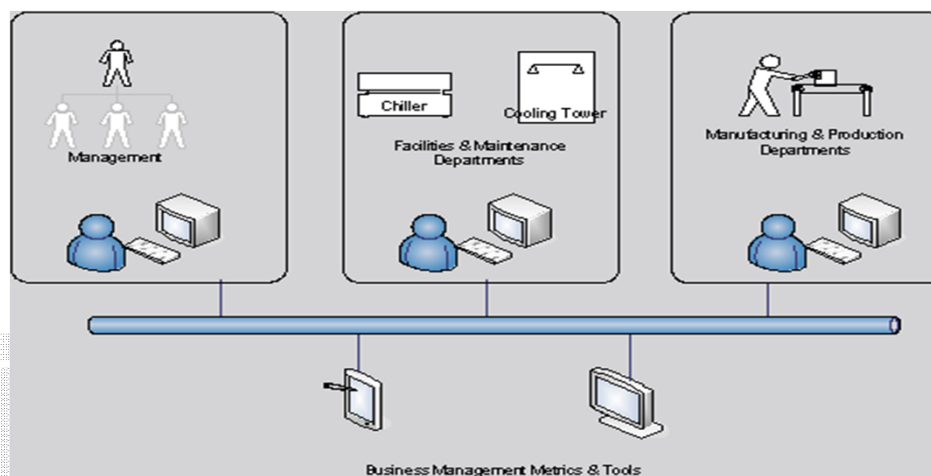 Management
Chiller
Cooling Tower
Facilities & Maintenance
Departments
Manufacturing & Production
Departments
Business Management Metrics & Tools